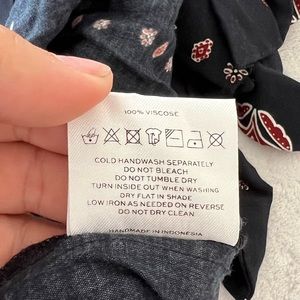 100% VISCOSE
COLD HANDWASH SEPARATELY
DO NOT BLEACH
DO NOT TUMBLE DRY
TURN INSIDE OUT WHEN WASHING
DRY FLAT IN SHADE
LOW IRON AS NEEDED ON REVERSE
DO NOT DRY CLEAN
HANDMADE IN INDONESIA